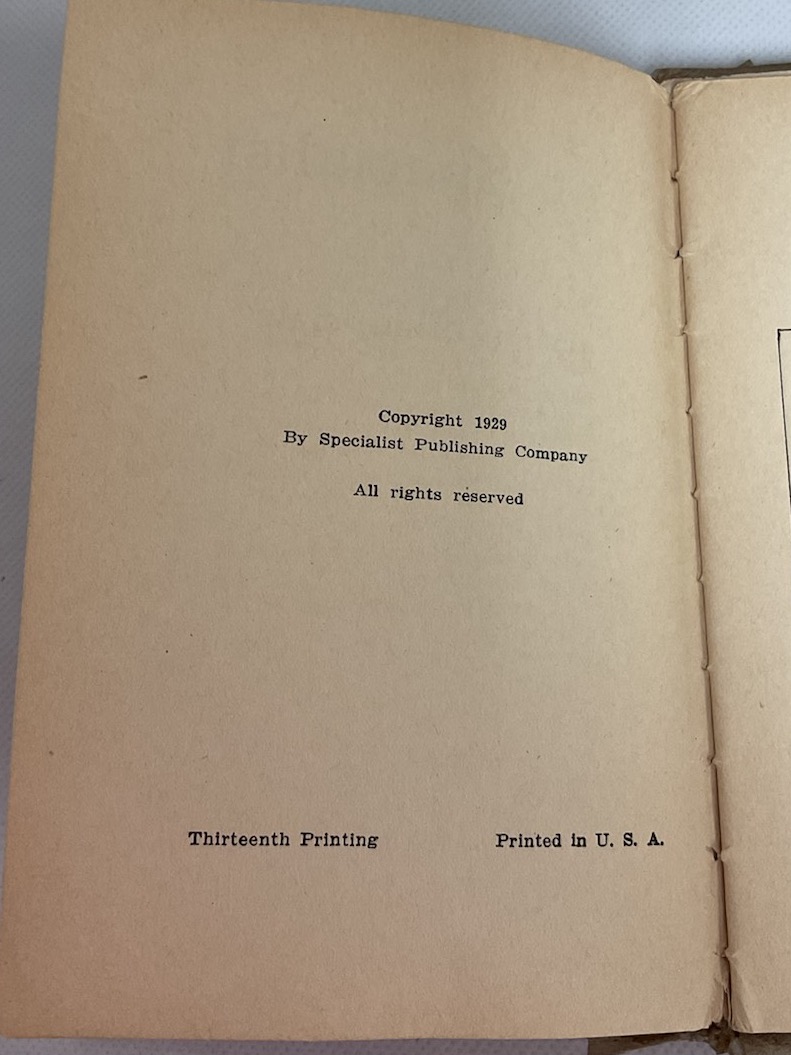 Copyright 1929
By Specialist Publishing Company
All rights reserved
Thirteenth Printing Printed in U. S. A.